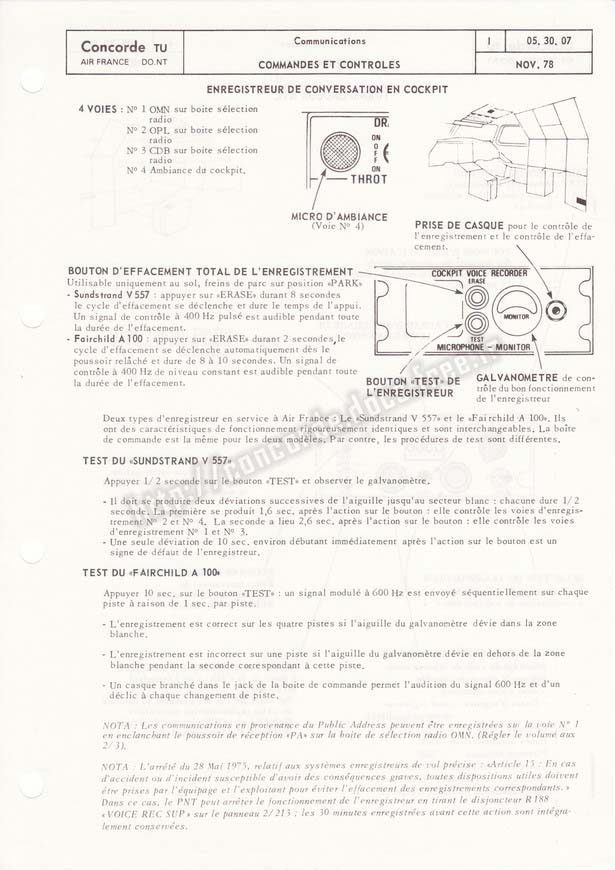 Concorde TU
AIR FRANCE DO.NT
Communications
COMMANDES ET CONTROLES
1
05. 30. 07
NOV. 78
ENREGISTREUR DE CONVERSATION EN COCKPIT
4 VOIES : Nº 1 OMN sur boite sélection
radio
Nº 2 OPL sur boite sélection
radio
Nº 3 CDB sur boite sélection
radio
Nº 4 Ambiance du cockpit.
DR
ON
O
F
F
ON
THROT
MICRO D'AMBIANCE
(Voie Nº 4)
PRISE DE CASQUE pour le contrôle de
l'enregistrement et le contrôle de l'effa-
cement.
BOUTON D'EFFACEMENT TOTAL DE L'ENREGISTREMENT
Utilisable uniquement au sol, freins de parc sur position «PARK»
- Sundstrand V 557 : appuyer sur «ERASE» durant 8 secondes
le cycle d'effacement se déclenche et dure le temps de l'appui.
Un signal de contrôle à 400 Hz pulsé est audible pendant toute
la durée de l'effacement.
- Fairchild A 100 : appuyer sur «ERASE» durant 2 secondes, le
cycle d'effacement se déclenche automatiquement dès le
poussoir relâché et dure de 8 à 10 secondes. Un signal de
contrôle à 400 Hz de niveau constant est audible pendant toute
la durée de l'effacement.
COCKPIT VOICE RECORDER
ERASE
MONITOR
TEST
MICROPHONE - MONITOR
BOUTON «TEST» DE
L'ENREGISTREUR
GALVANOMETRE de con-
trôle du bon fonctionnement
de l'enregistreur
Deux types d'enregistreur en service à Air France : Le «Sundstrand V 557» et le «Fairchild A 100». Ils
ont des caractéristiques de fonctionnement rigoureusement identiques et sont interchangeables. La boîte
de commande est la même pour les deux modèles. Par contre, les procédures de test sont différentes.
TEST DU «SUNDSTRAND V 557»
Appuyer 1/2 seconde sur le bouton «TEST» et observer le galvanomètre.
- Il doit se produire deux déviations successives de l'aiguille jusqu'au secteur blanc : chacune dure 1/2
seconde. La première se produit 1,6 sec. après l'action sur le bouton : elle contrôle les voies d'enregis-
trement Nº 2 et Nº 4. La seconde a lieu 2,6 sec. après l'action sur le bouton : elle contrôle les voies
d'enregistrement Nº 1 et Nº 3.
- Une seule déviation de 10 sec. environ débutant immédiatement après l'action sur le bouton est un
signe de défaut de l'enregistreur.
TEST DU «FAIRCHILD A 100»
Appuyer 10 sec. sur le bouton «TEST» : un signal modulé à 600 Hz est envoyé séquentiellement sur chaque
piste à raison de 1 sec. par piste.
- L'enregistrement est correct sur les quatre pistes si l'aiguille du galvanomètre dévie dans la zone
blanche.
- L'enregistrement est incorrect sur une piste si l'aiguille du galvanomètre dévie en dehors de la zone
blanche pendant la seconde correspondant à cette piste.
- Un casque branché dans le jack de la boite de commande permet l'audition du signal 600 Hz et d'un
déclic à chaque changement de piste.
NOTA : Les communications en provenance du Public Address peuvent être enregistrées sur la voie Nº 1
en enclanchant le poussoir de réception «PA» sur la boite de sélection radio OMN. (Régler le volume aux
2/3).
NOTA : L'arrêté du 28 Mai 1975, relatif aux systèmes enregistreurs de vol précise : «Article 15 : En cas
d'accident ou d'incident susceptible d'avoir des conséquences graves, toutes dispositions utiles doivent
être prises par l'équipage et l'exploitant pour éviter l'effacement des enregistrements correspondants.»
Dans ce cas, le PNT peut arrêter le fonctionnement de l'enregistreur en tirant le disjoncteur R 188
«VOICE REC SUP» sur le panneau 2/213 ; les 30 minutes enregistrées avant cette action sont intégra-
lement conservées.